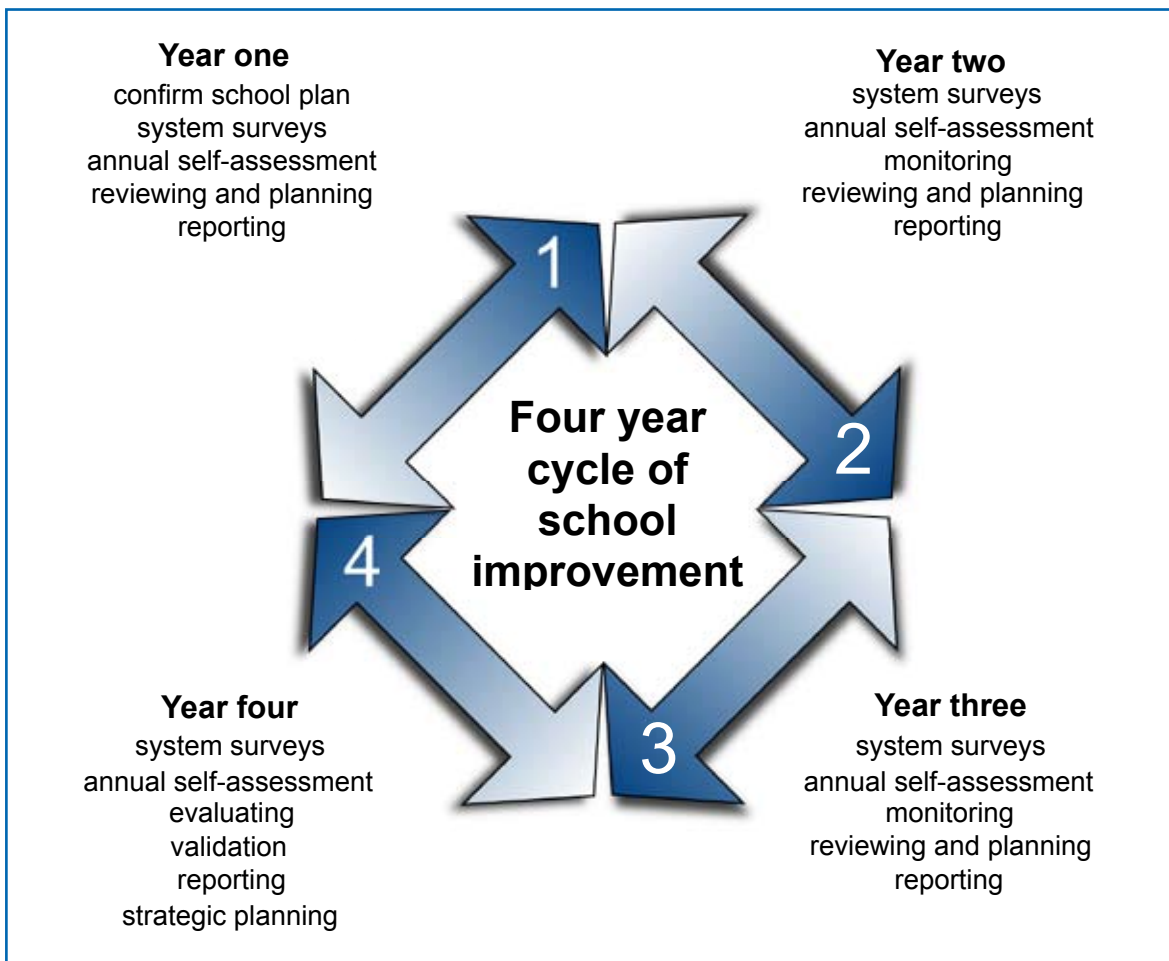 Year one
confirm school plan
system surveys
annual self-assessment
reviewing and planning
reporting
Year two
system surveys
annual self-assessment
monitoring
reviewing and planning
reporting
1
2
Four year
cycle of
school
improvement
4
3
Year four
system surveys
annual self-assessment
evaluating
validation
reporting
strategic planning
Year three
system surveys
annual self-assessment
monitoring
reviewing and planning
reporting